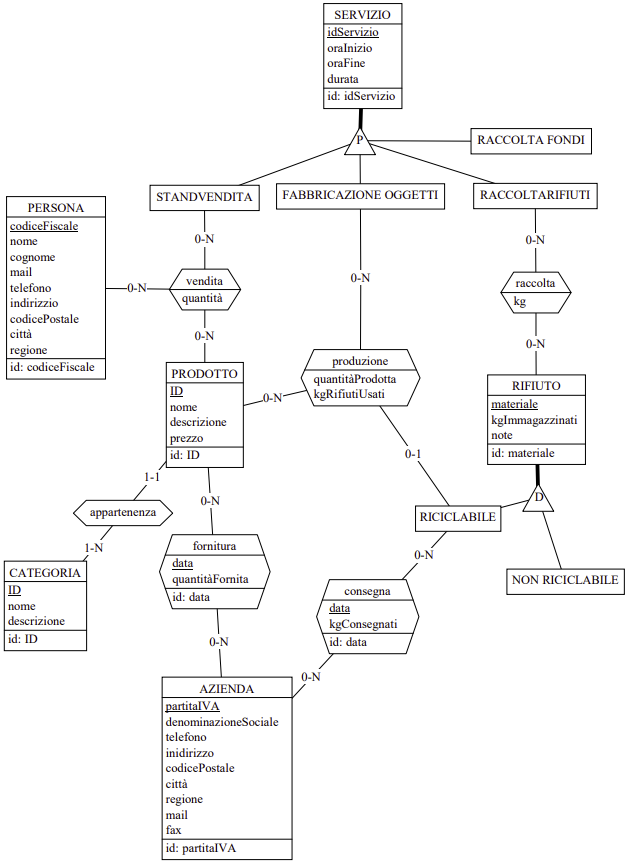 SERVIZIO
idServizio
oraInizio
oraFine
durata
id: idServizio
P
RACCOLTA FONDI
STANDVENDITA
FABBRICAZIONE OGGETTI
RACCOLTARIFIUTI
PERSONA
codiceFiscale
nome
cognome
mail
telefono
indirizzo
codicePostale
città
regione
id: codiceFiscale
0-N
0-N
vendita
quantità
0-N
0-N
0-N
raccolta
kg
0-N
0-N
produzione
quantitàProdotta
kgRifiutiUsati
PRODOTTO
ID
nome
descrizione
prezzo
id: ID
0-N
RIFIUTO
materiale
kgImmagazzinati
note
id: materiale
0-1
1-1
0-N
D
appartenenza
RICICLABILE
1-N
fornitura
data
quantitàFornita
id: data
0-N
CATEGORIA
ID
nome
descrizione
id: ID
NON RICICLABILE
consegna
data
kgConsegnati
id: data
0-N
0-N
AZIENDA
partitaIVA
denominazioneSociale
telefono
inidirizzo
codicePostale
città
regione
mail
fax
id: partitaIVA